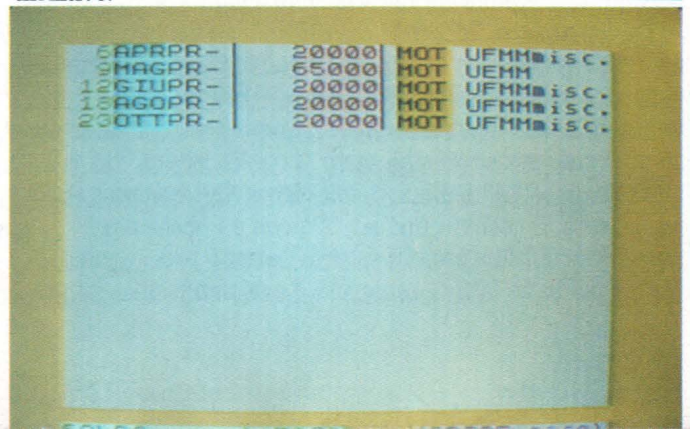 6APRPR- 20000 MOT UFMMmisc.
9MAGPR- 65000 MOT UEMM
12GIUPR- 20000 MOT UFMMmisc.
18AGOPR- 20000 MOT UFMMmisc.
23OTTPR- 20000 MOT UFMMmisc.